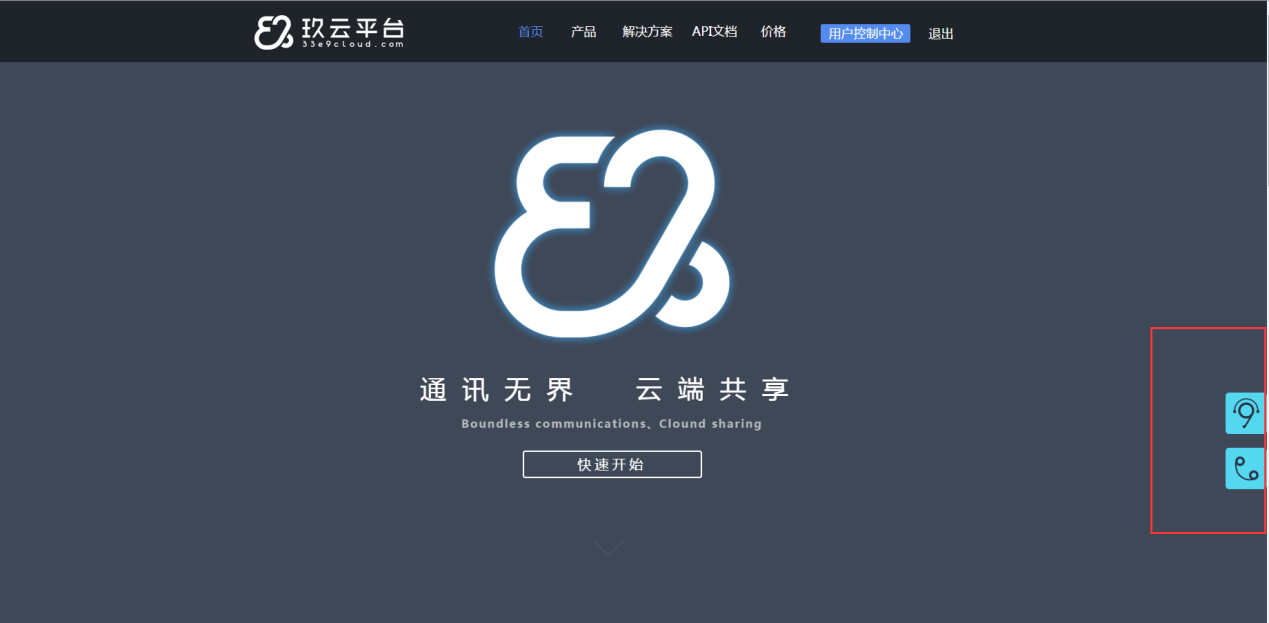 玖云平台
33e9cloud.com
首页 产品 解决方案 API文档 价格 用户控制中心 退出
通讯无界 云端共享
Boundless communications、Clound sharing
快速开始